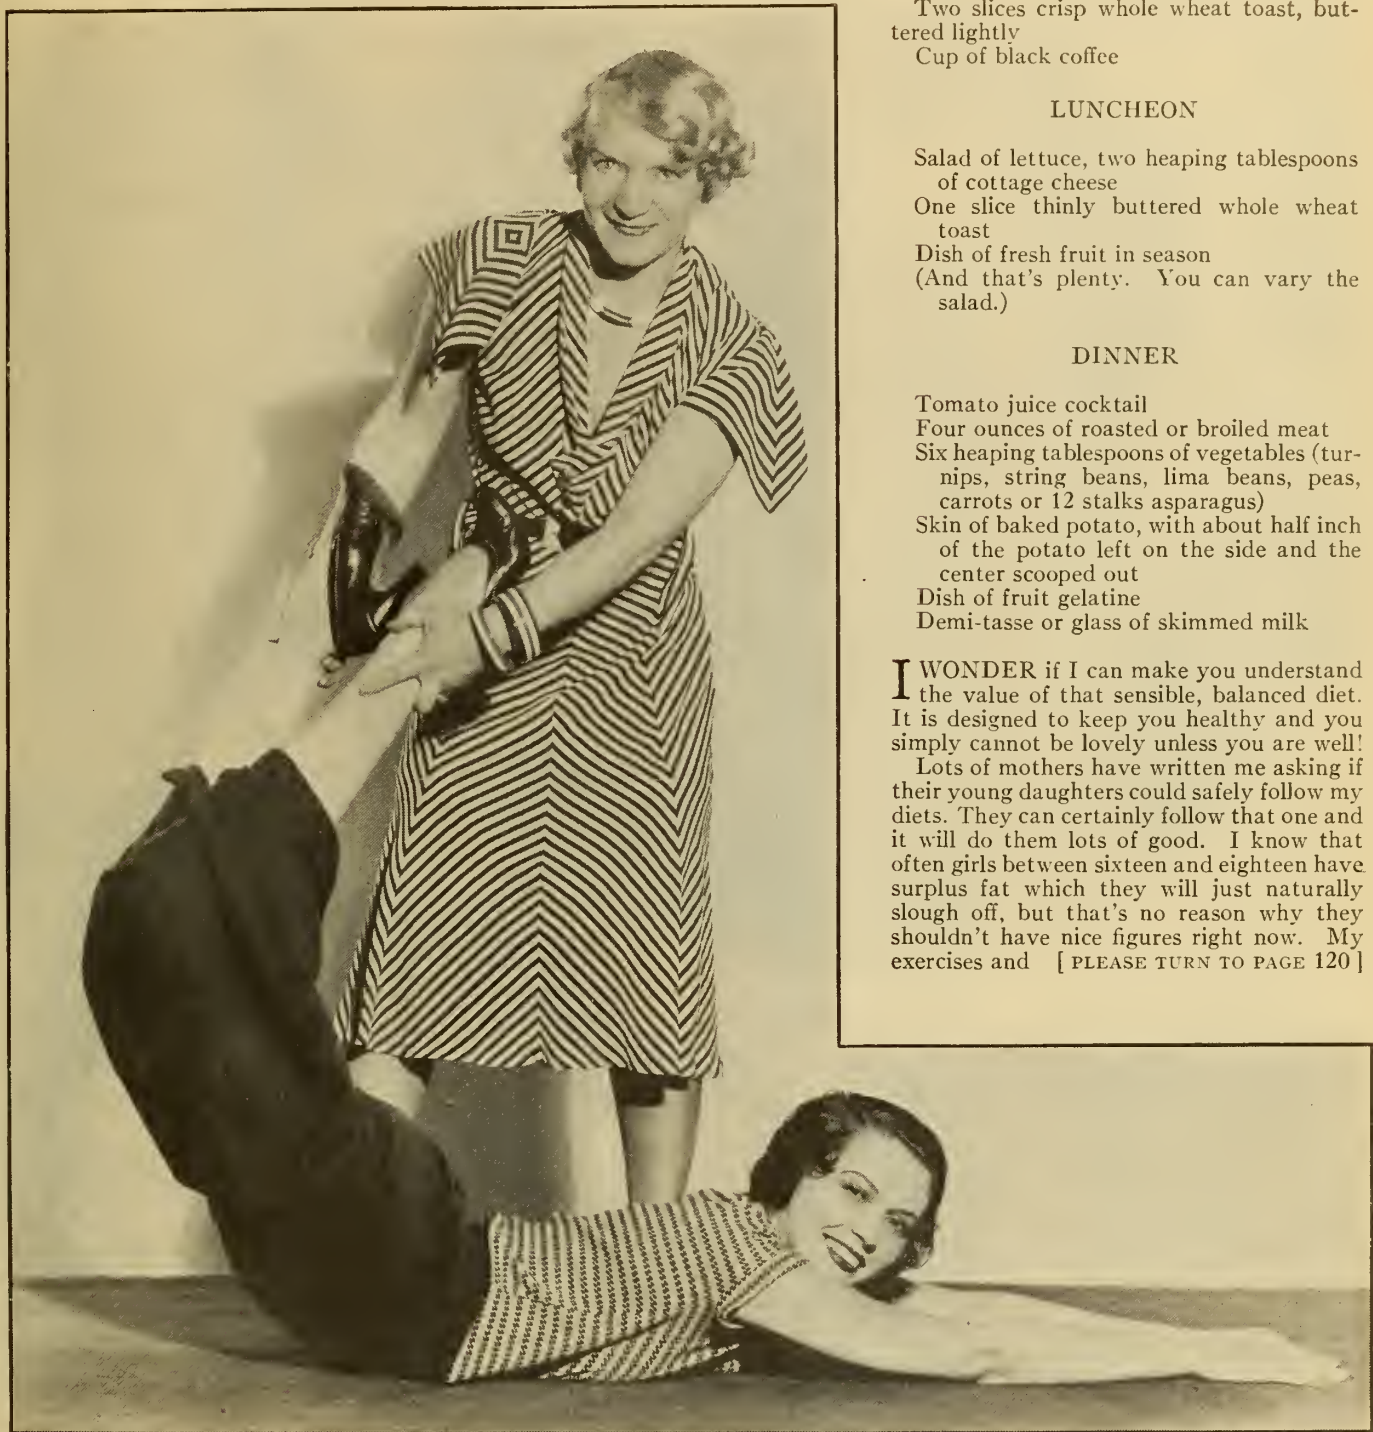 Two slices crisp whole wheat toast, but-
tered lightly
Cup of black coffee
LUNCHEON
Salad of lettuce, two heaping tablespoons
of cottage cheese
One slice thinly buttered whole wheat
toast
Dish of fresh fruit in season
(And that's plenty. You can vary the
salad.)
DINNER
Tomato juice cocktail
Four ounces of roasted or broiled meat
Six heaping tablespoons of vegetables (tur-
nips, string beans, lima beans, peas,
carrots or 12 stalks asparagus)
Skin of baked potato, with about half inch
of the potato left on the side and the
center scooped out
Dish of fruit gelatine
Demi-tasse or glass of skimmed milk
I WONDER if I can make you understand
the value of that sensible, balanced diet.
It is designed to keep you healthy and you
simply cannot be lovely unless you are well!
Lots of mothers have written me asking if
their young daughters could safely follow my
diets. They can certainly follow that one and
it will do them lots of good. I know that
often girls between sixteen and eighteen have
surplus fat which they will just naturally
slough off, but that's no reason why they
shouldn't have nice figures right now. My
exercises and [ PLEASE TURN TO PAGE 120 ]